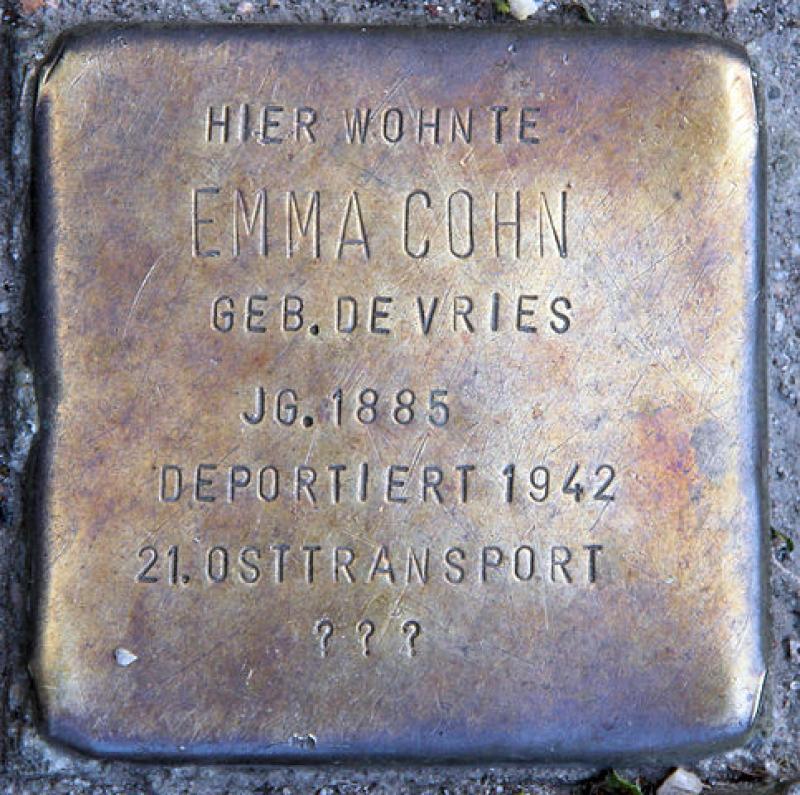 HIER WOHNTE
EMMA COHN
GEB. DE VRIES
JG. 1885
DEPORTIERT 1942
21. OSTTRANSPORT
? ? ?